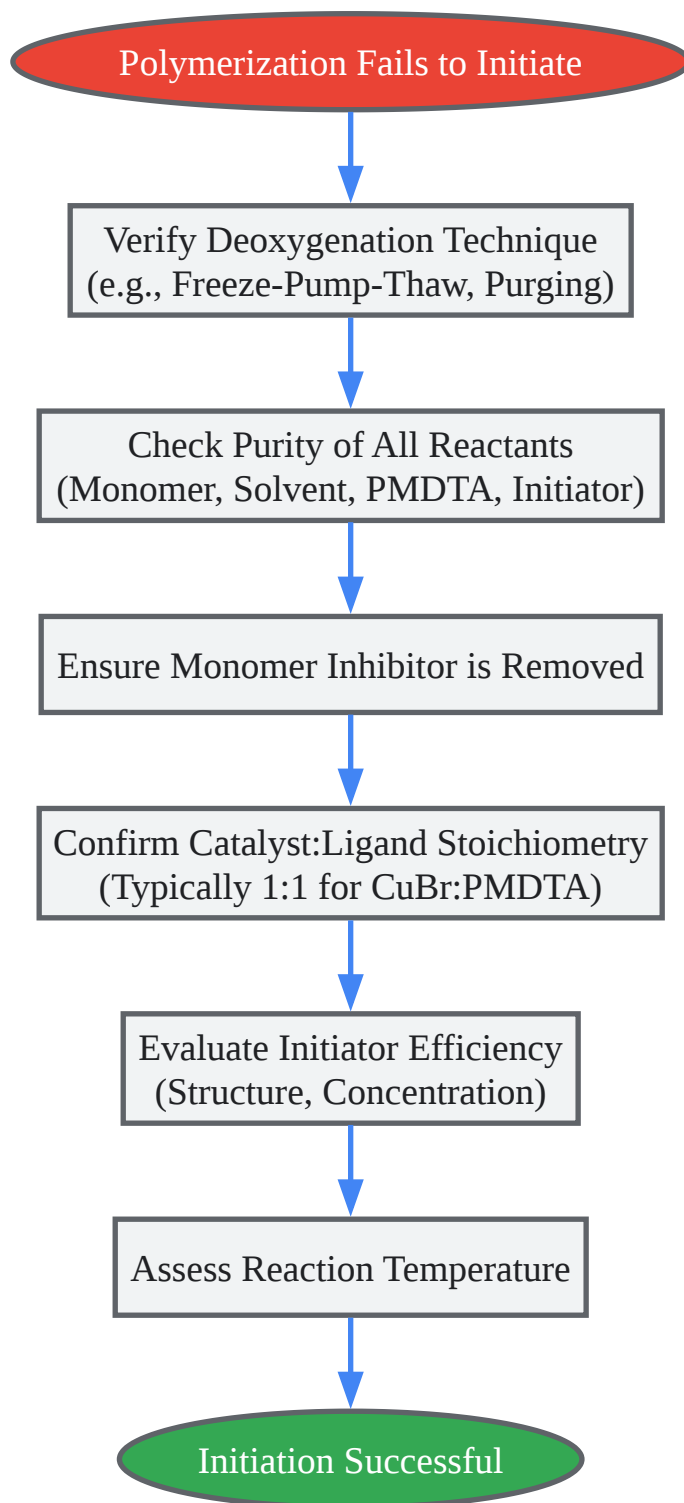 Polymerization Fails to Initiate
Verify Deoxygenation Technique
(e.g., Freeze-Pump-Thaw, Purging)
Check Purity of All Reactants
(Monomer, Solvent, PMDTA, Initiator)
Ensure Monomer Inhibitor is Removed
Confirm Catalyst:Ligand Stoichiometry
(Typically 1:1 for CuBr:PMDTA)
Evaluate Initiator Efficiency
(Structure, Concentration)
Assess Reaction Temperature
Initiation Successful